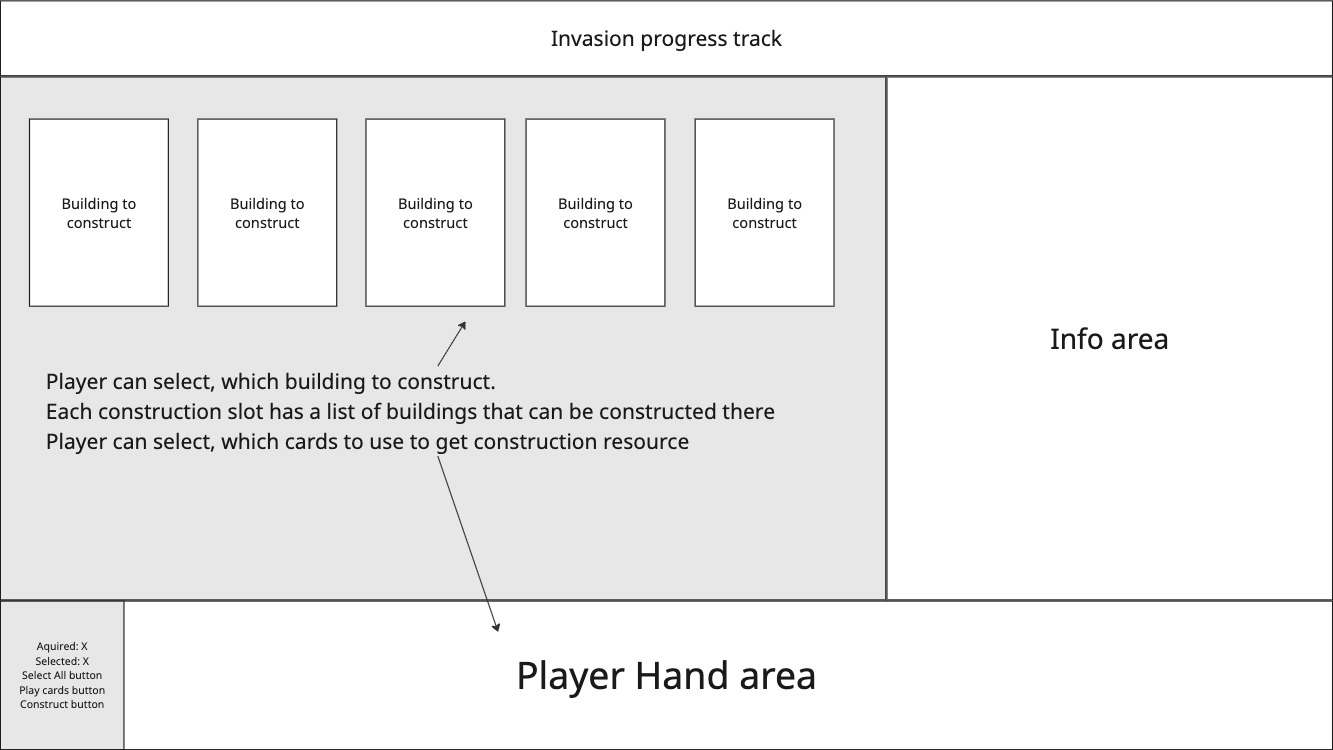 Invasion progress track
Building to
construct
Building to
construct
Building to
construct
Building to
construct
Building to
construct
Info area
Player can select, which building to construct.
Each construction slot has a list of buildings that can be constructed there
Player can select, which cards to use to get construction resource
Aquired: X
Selected: X
Select All button
Play cards button
Construct button
Player Hand area